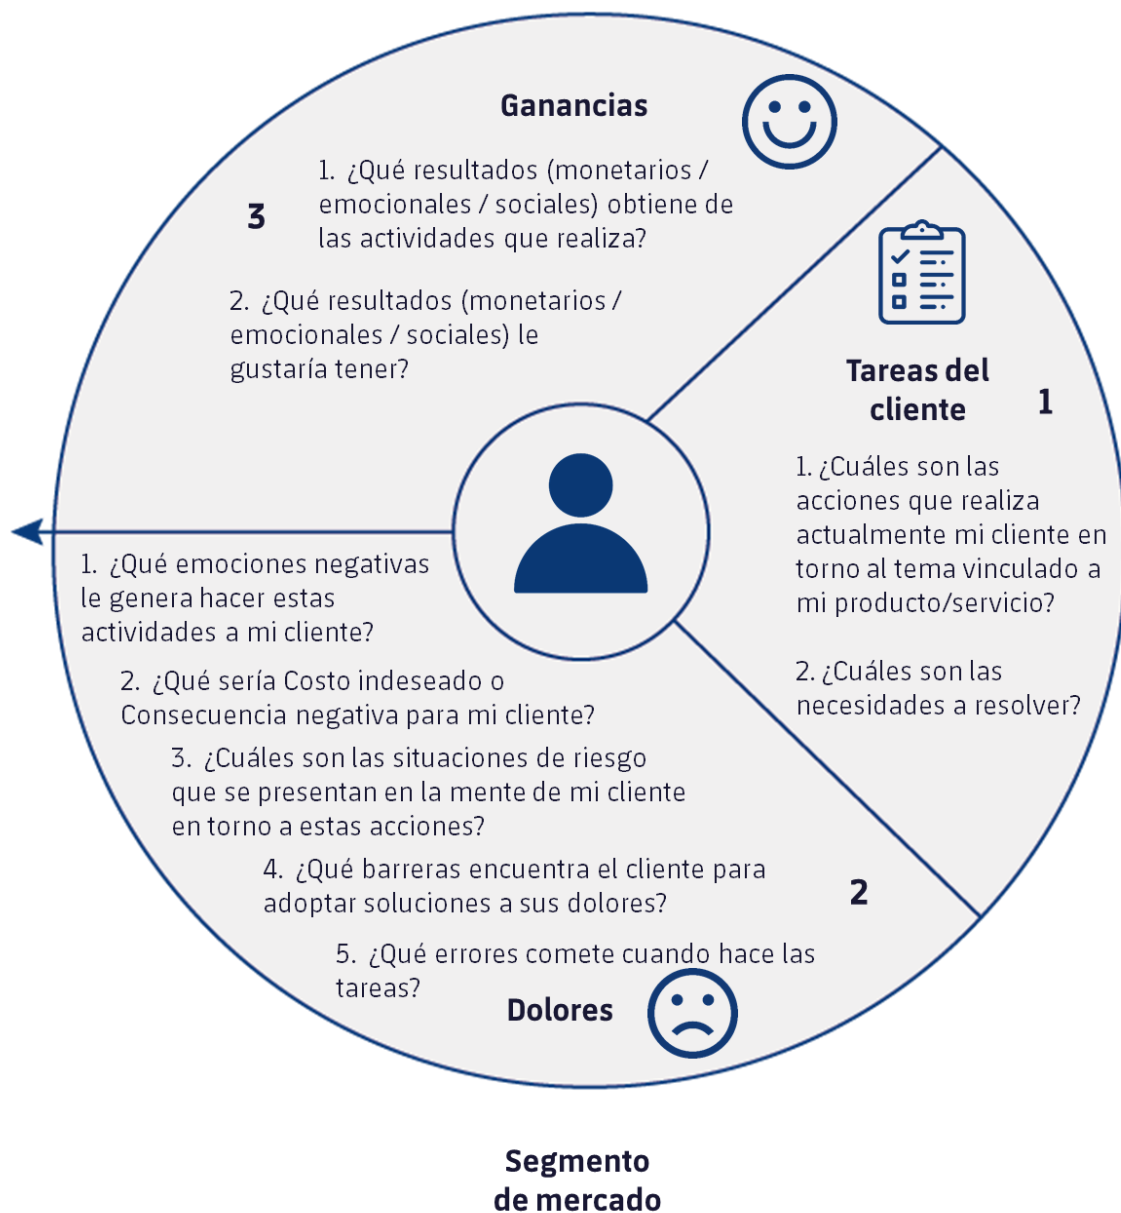 Ganancias
3
1. ¿Qué resultados (monetarios /
emocionales / sociales) obtiene de
las actividades que realiza?
2. ¿Qué resultados (monetarios /
emocionales / sociales) le
gustaría tener?
Tareas del
cliente
1
1. ¿Cuáles son las
acciones que realiza
actualmente mi cliente en
torno al tema vinculado a
mi producto/servicio?
2. ¿Cuáles son las
necesidades a resolver?
1. ¿Qué emociones negativas
le genera hacer estas
actividades a mi cliente?
2. ¿Qué sería Costo indeseado o
Consecuencia negativa para mi cliente?
3. ¿Cuáles son las situaciones de riesgo
que se presentan en la mente de mi cliente
en torno a estas acciones?
4. ¿Qué barreras encuentra el cliente para
adoptar soluciones a sus dolores?
2
5. ¿Qué errores comete cuando hace las
tareas?
Dolores
Segmento
de mercado